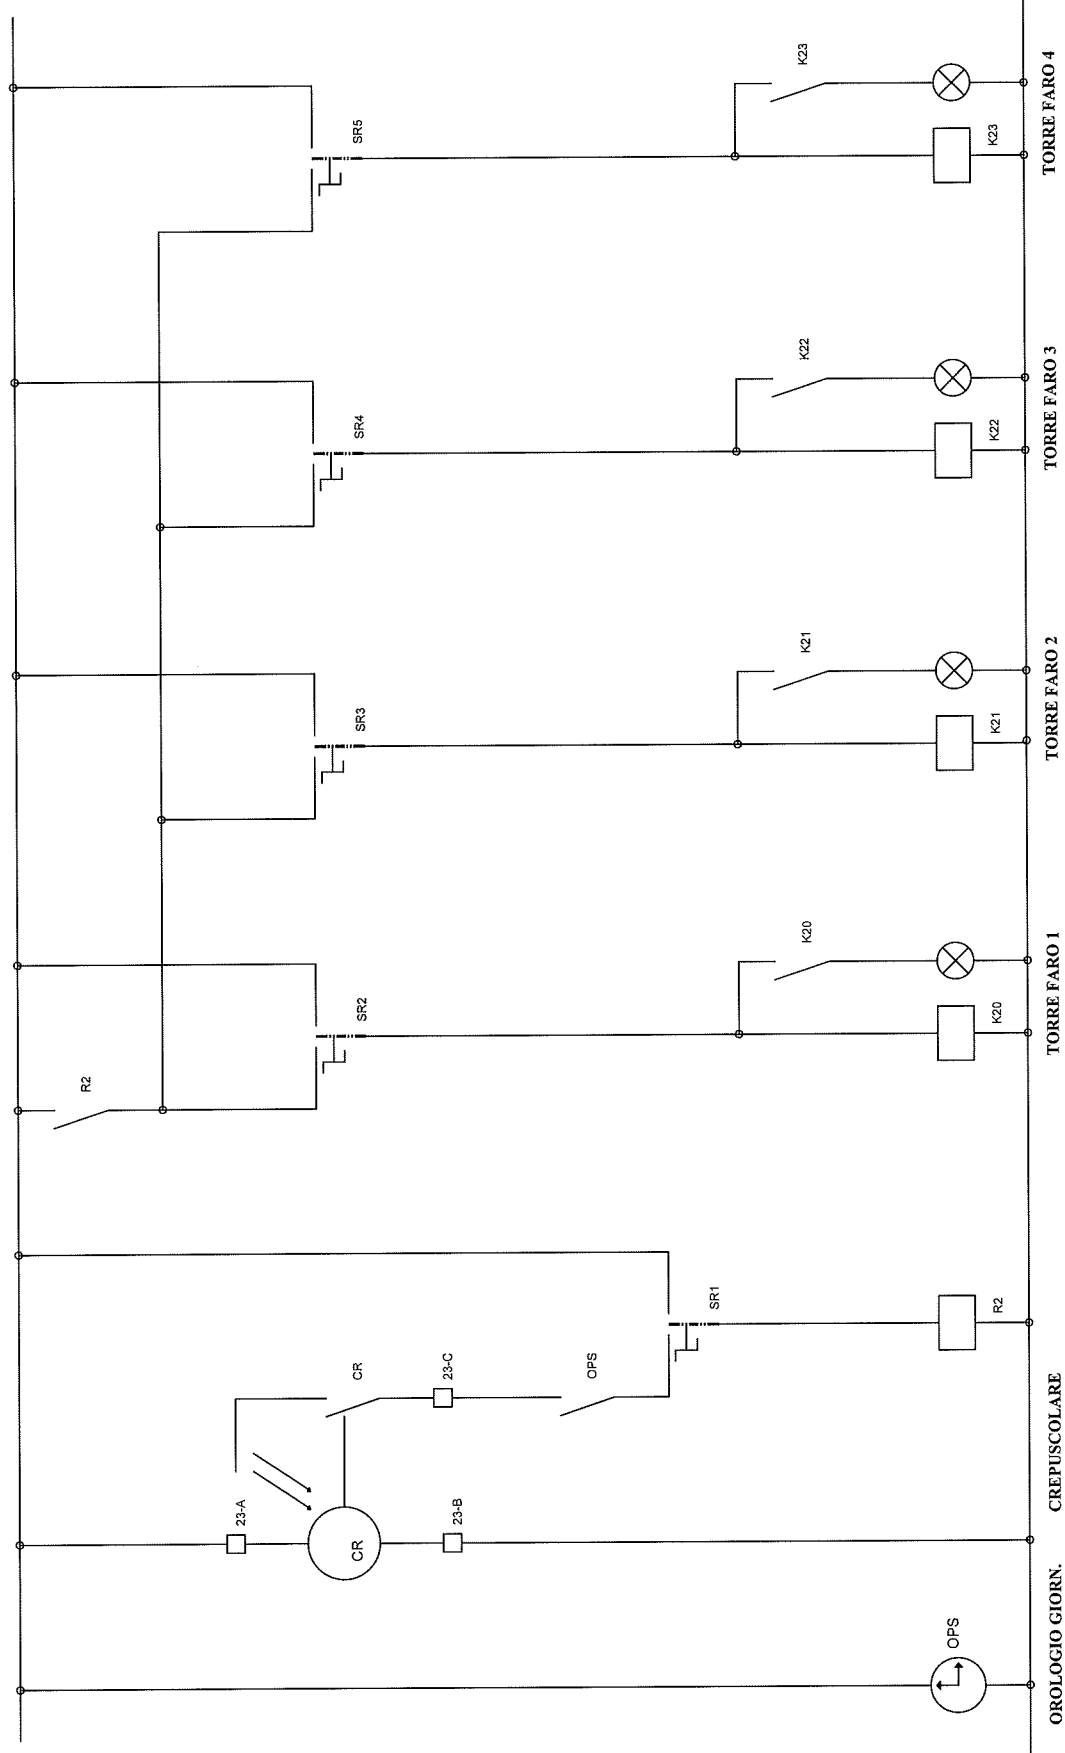 OROLOGIO GIORN.
CREPUSCOLARE
TORRE FARO 1
TORRE FARO 2
TORRE FARO 3
TORRE FARO 4
OPS
23-A
CR
23-B
CR
23-C
OPS
SR1
R2
R2
SR2
K20
K20
SR3
K21
K21
SR4
K22
K22
SR5
K23
K23